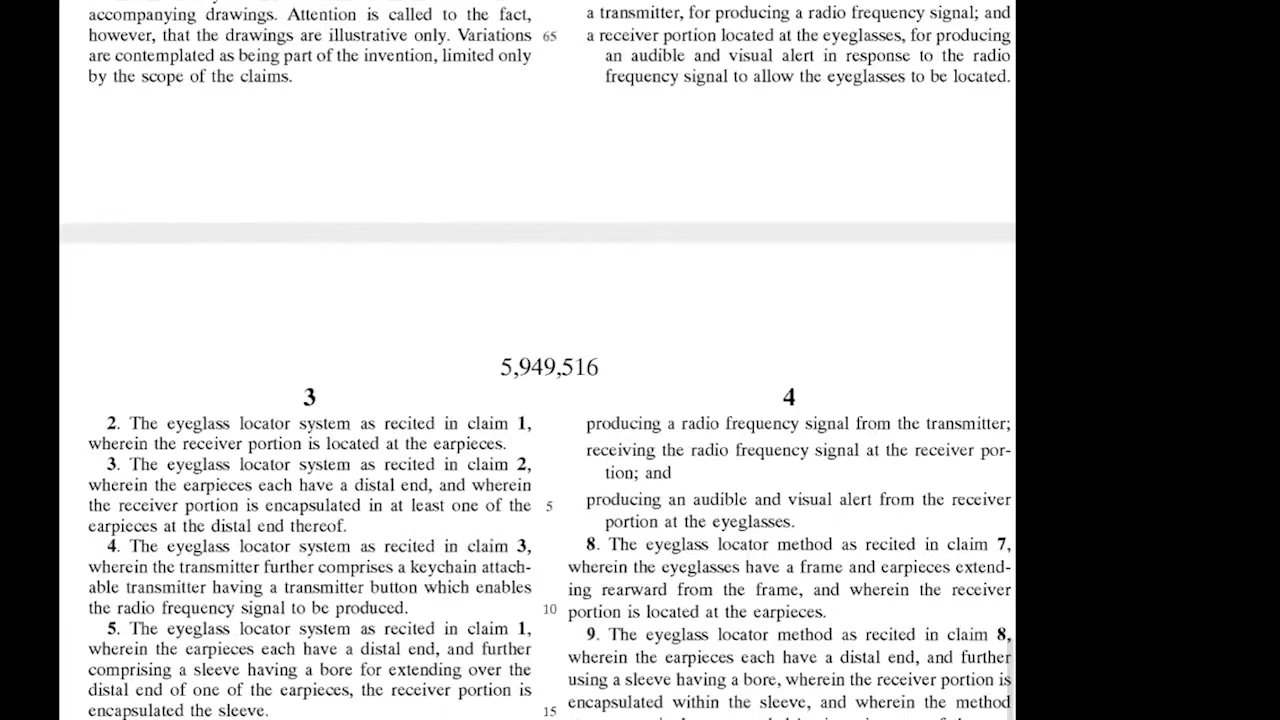 accompanying drawings. Attention is called to the fact,
however, that the drawings are illustrative only. Variations
are contemplated as being part of the invention, limited only
by the scope of the claims.
65
a transmitter, for producing a radio frequency signal; and
a receiver portion located at the eyeglasses, for producing
an audible and visual alert in response to the radio
frequency signal to allow the eyeglasses to be located.
5,949,516
3
2. The eyeglass locator system as recited in claim 1,
wherein the receiver portion is located at the earpieces.
3. The eyeglass locator system as recited in claim 2,
wherein the earpieces each have a distal end, and wherein
the receiver portion is encapsulated in at least one of the
earpieces at the distal end thereof.
4. The eyeglass locator system as recited in claim 3,
wherein the transmitter further comprises a keychain attach-
able transmitter having a transmitter button which enables
the radio frequency signal to be produced.
5. The eyeglass locator system as recited in claim 1,
wherein the earpieces each have a distal end, and further
comprising a sleeve having a bore for extending over the
distal end of one of the earpieces, the receiver portion is
encapsulated the sleeve.
5
10
15
4
producing a radio frequency signal from the transmitter;
receiving the radio frequency signal at the receiver por-
tion; and
producing an audible and visual alert from the receiver
portion at the eyeglasses.
8. The eyeglass locator method as recited in claim 7,
wherein the eyeglasses have a frame and earpieces extend-
ing rearward from the frame, and wherein the receiver
portion is located at the earpieces.
9. The eyeglass locator method as recited in claim 8,
wherein the earpieces each have a distal end, and further
using a sleeve having a bore, wherein the receiver portion is
encapsulated within the sleeve, and wherein the method